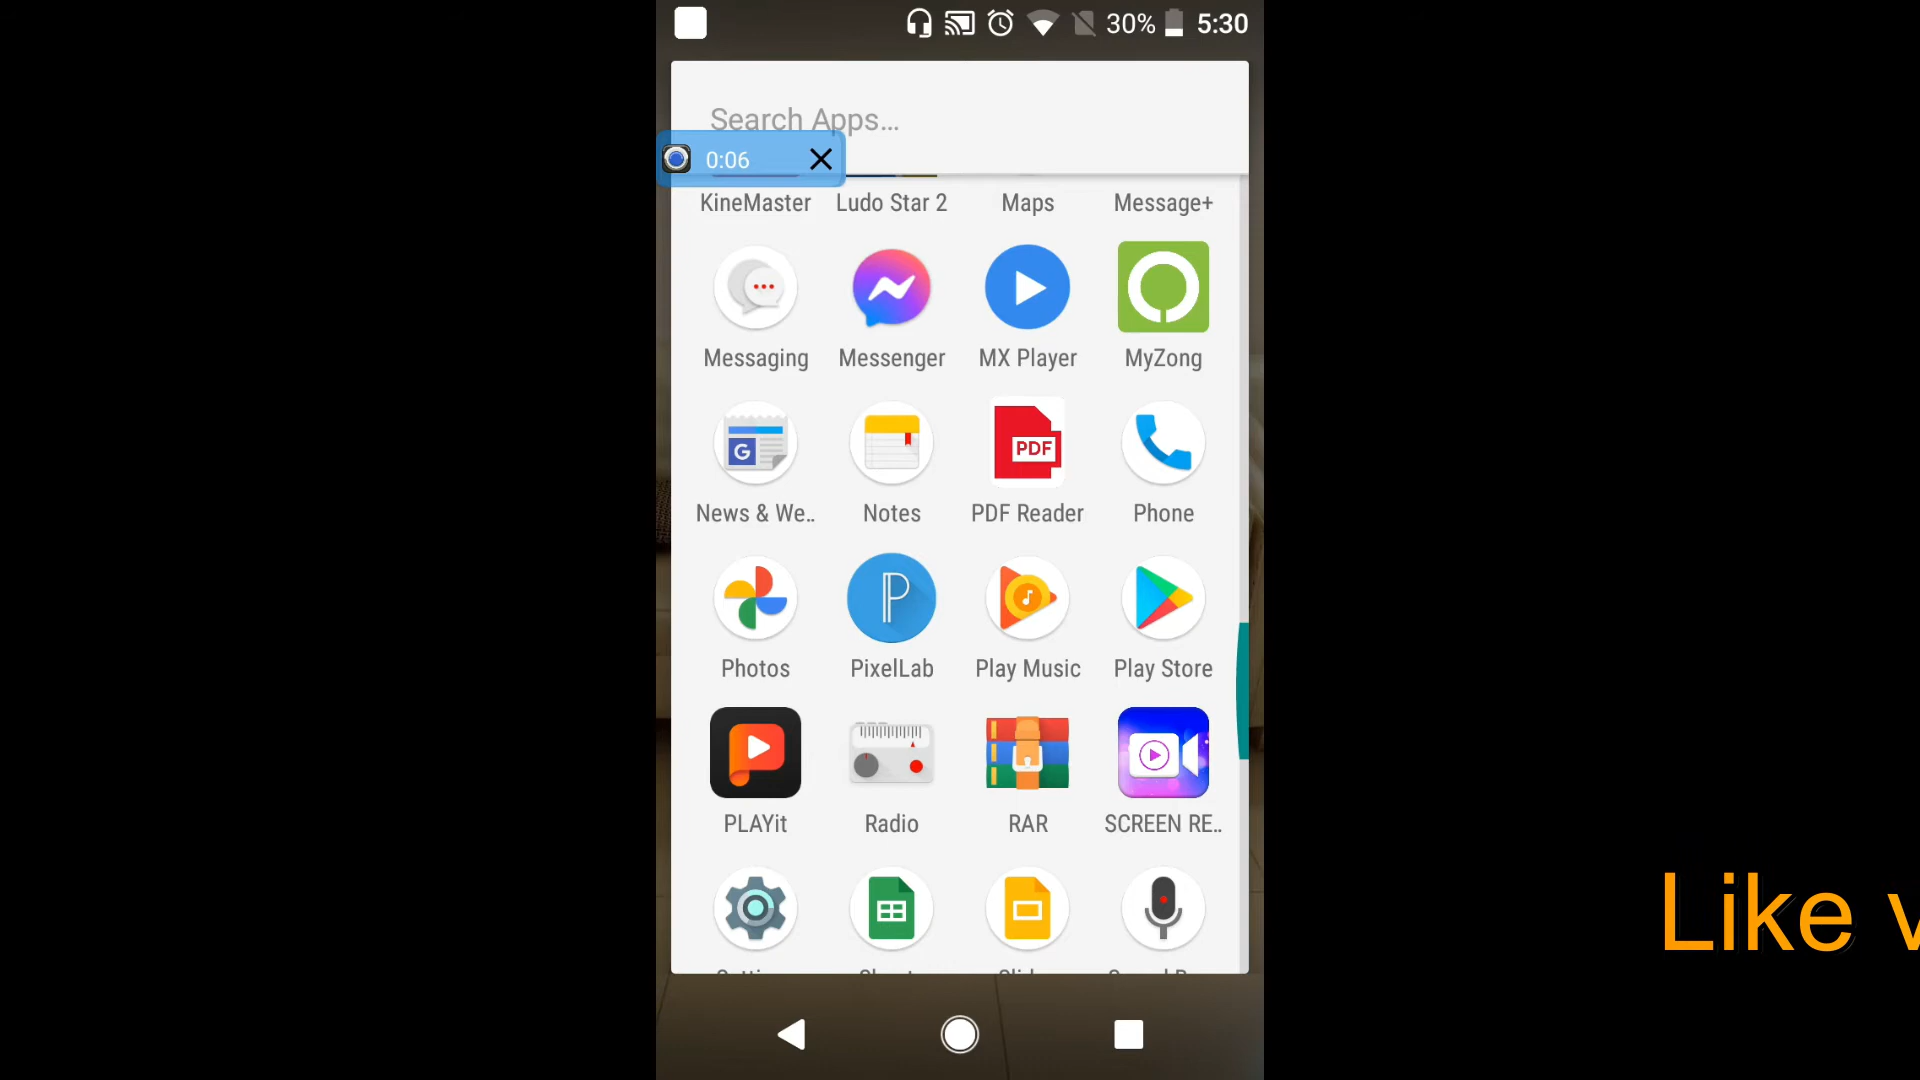 30% 5:30
Search Apps...
0:06
KineMaster Ludo Star 2 Maps Message+
Messaging Messenger MX Player MyZong
G PDF
News & We.. Notes PDF Reader Phone
P
Photos PixelLab Play Music Play Store
PLAYit Radio RAR SCREEN RE..
Like